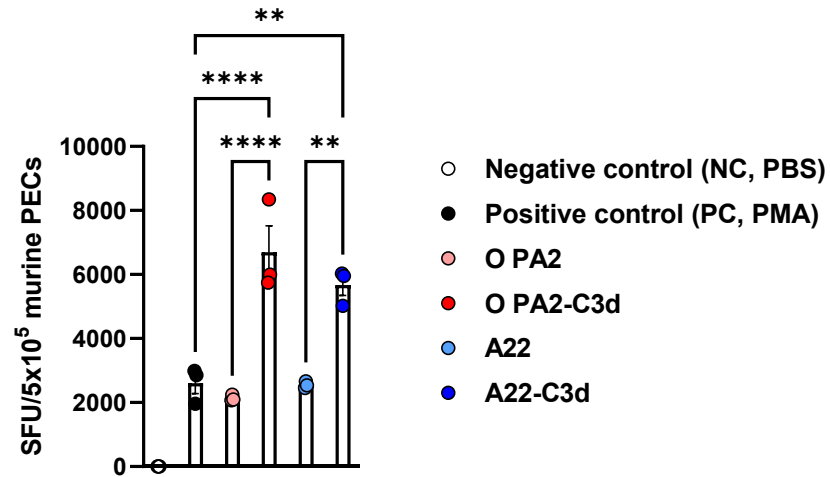 **
****
**** **
10000
8000
6000
4000
2000
0
SFU/5x10⁵ murine PECs
Negative control (NC, PBS)
Positive control (PC, PMA)
O PA2
O PA2-C3d
A22
A22-C3d